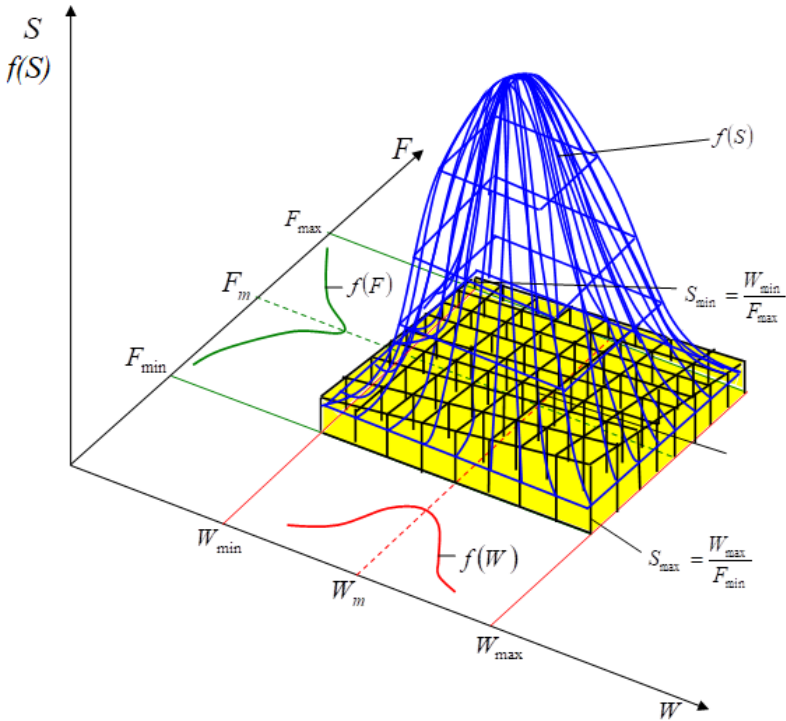 S
f(S)
F
f(S)
F_max
F_m
f(F)
S_min = W_min / F_max
F_min
W_min
f(W)
S_max = W_max / F_min
W_m
W_max
W